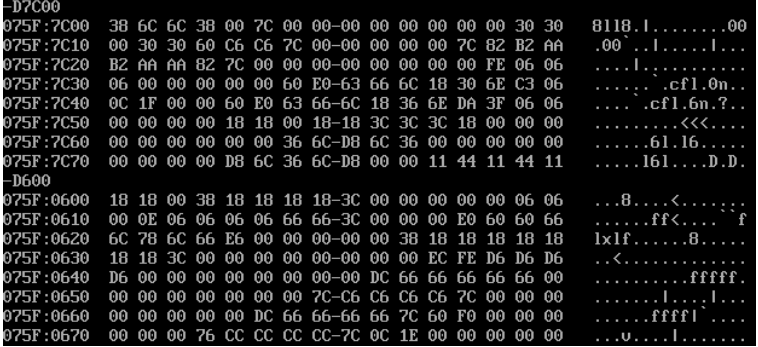 -D7C00
075F:7C00 38 6C 6C 38 00 7C 00 00-00 00 00 00 00 00 30 30 8ll8.|........00
075F:7C10 00 30 30 60 C6 C6 7C 00-00 00 00 00 7C 82 B2 AA .00`..|.....|...
075F:7C20 B2 AA AA 82 7C 00 00 00-00 00 00 00 00 FE 06 06 ....|...........
075F:7C30 06 00 00 00 00 00 60 E0-63 66 6C 18 30 6E C3 06 ......`.cfl.0n..
075F:7C40 0C 1F 00 00 60 E0 63 66-6C 18 36 6E DA 3F 06 06 ....`.cfl.6n.?..
075F:7C50 00 00 00 00 18 18 00 18-18 3C 3C 3C 18 00 00 00 .........<<<....
075F:7C60 00 00 00 00 00 00 36 6C-D8 6C 36 00 00 00 00 00 ......6l.l6.....
075F:7C70 00 00 00 00 D8 6C 36 6C-D8 00 00 11 44 11 44 11 .....l6l....D.D.
-D600
075F:0600 18 18 00 38 18 18 18 18-3C 00 00 00 00 00 06 06 ...8....<.......
075F:0610 00 0E 06 06 06 06 66 66-3C 00 00 00 E0 60 60 66 ......ff<....``f
075F:0620 6C 78 6C 66 E6 00 00 00-00 00 38 18 18 18 18 18 lxlf......8.....
075F:0630 18 18 3C 00 00 00 00 00-00 00 00 EC FE D6 D6 D6 ..<.............
075F:0640 D6 00 00 00 00 00 00 00-00 DC 66 66 66 66 66 00 ..........fffff.
075F:0650 00 00 00 00 00 00 00 7C-C6 C6 C6 C6 7C 00 00 00 .......|....|...
075F:0660 00 00 00 00 00 DC 66 66-66 66 7C 60 F0 00 00 00 ......ffff|`....
075F:0670 00 00 00 76 CC CC CC CC-7C 0C 1E 00 00 00 00 00 ...v....|.......